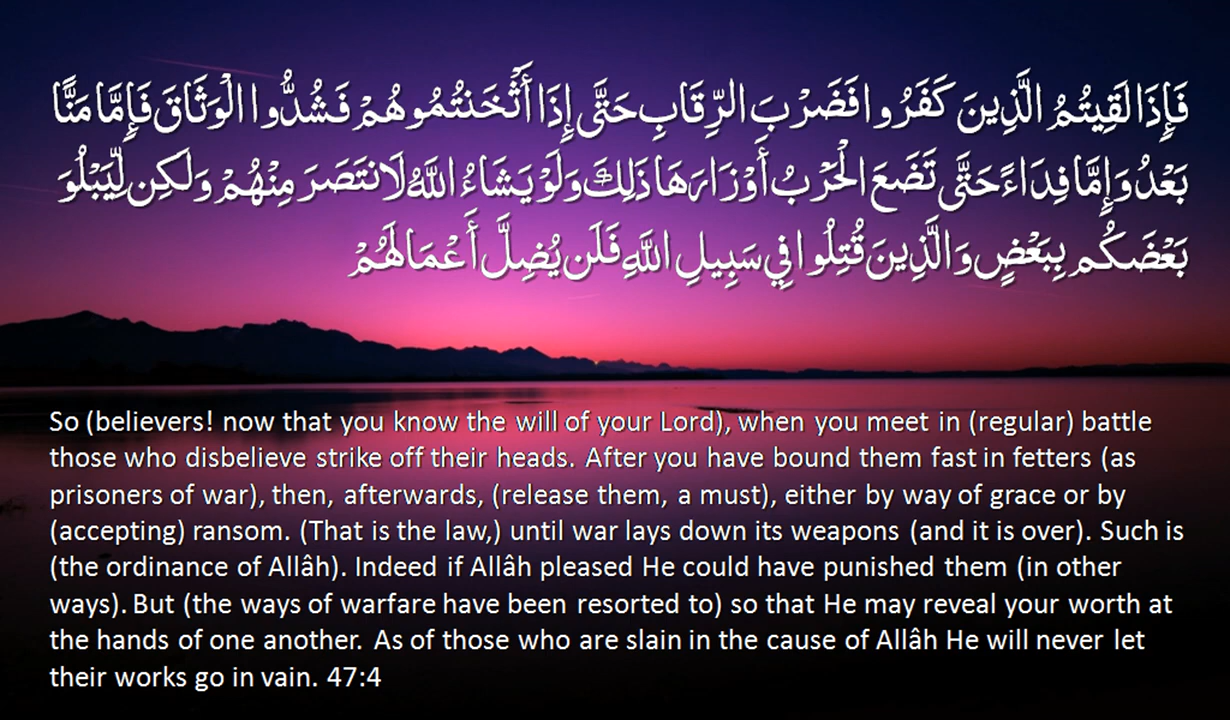 فَإِذَا لَقِيتُمُ الَّذِينَ كَفَرُوا فَضَرْبَ الرِّقَابِ حَتَّى إِذَا أَثْخَنتُمُوهُمْ فَشُدُّوا الْوَثَاقَ فَإِمَّا مَنًّا
بَعْدُ وَإِمَّا فِدَاءً حَتَّى تَضَعَ الْحَرْبُ أَوْزَارَهَا ذَلِكَ وَلَوْ يَشَاءُ اللَّهُ لَانتَصَرَ مِنْهُمْ وَلَكِن لِّيَبْلُوَ
بَعْضَكُم بِبَعْضٍ وَالَّذِينَ قُتِلُوا فِي سَبِيلِ اللَّهِ فَلَن يُضِلَّ أَعْمَالَهُمْ
So (believers! now that you know the will of your Lord), when you meet in (regular) battle
those who disbelieve strike off their heads. After you have bound them fast in fetters (as
prisoners of war), then, afterwards, (release them, a must), either by way of grace or by
(accepting) ransom. (That is the law,) until war lays down its weapons (and it is over). Such is
(the ordinance of Allâh). Indeed if Allâh pleased He could have punished them (in other
ways). But (the ways of warfare have been resorted to) so that He may reveal your worth at
the hands of one another. As of those who are slain in the cause of Allâh He will never let
their works go in vain. 47:4